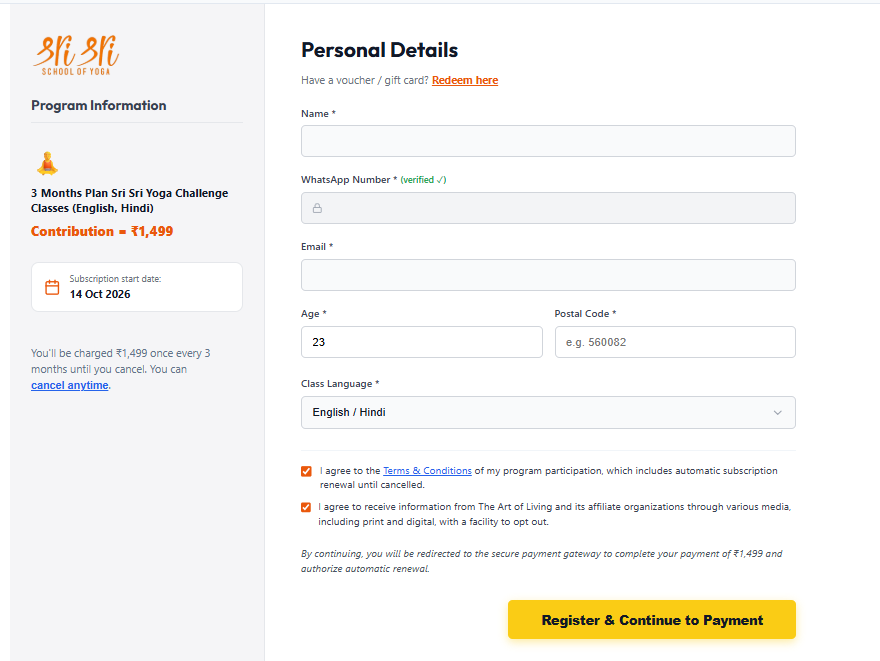 sri sri
SCHOOL OF YOGA
Program Information
3 Months Plan Sri Sri Yoga Challenge
Classes (English, Hindi)
Contribution = ₹1,499
Subscription start date:
14 Oct 2026
You'll be charged ₹1,499 once every 3
months until you cancel. You can
cancel anytime.
Personal Details
Have a voucher / gift card? Redeem here
Name *
WhatsApp Number * (verified ✓)
Email *
Age *
Postal Code *
23
e.g. 560082
Class Language *
English / Hindi
I agree to the Terms & Conditions of my program participation, which includes automatic subscription
renewal until cancelled.
I agree to receive information from The Art of Living and its affiliate organizations through various media,
including print and digital, with a facility to opt out.
By continuing, you will be redirected to the secure payment gateway to complete your payment of ₹1,499 and
authorize automatic renewal.
Register & Continue to Payment